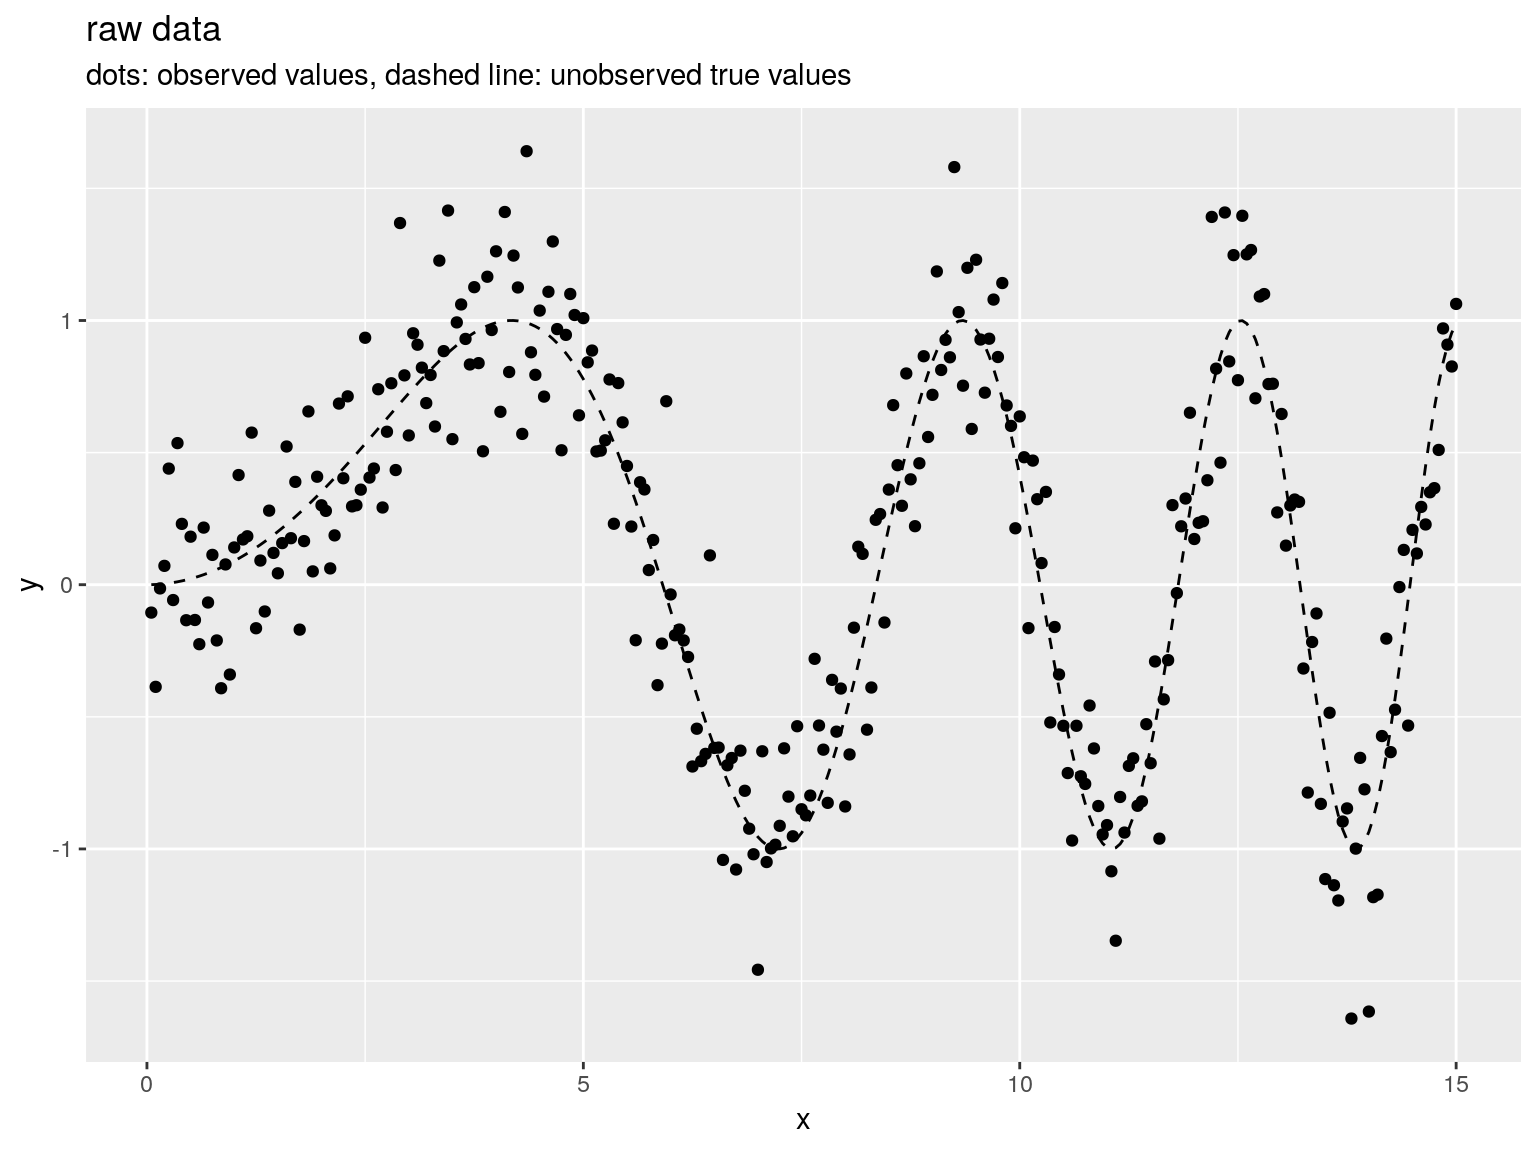 raw data
dots: observed values, dashed line: unobserved true values
1
0
-1
y
0 5 10 15
x